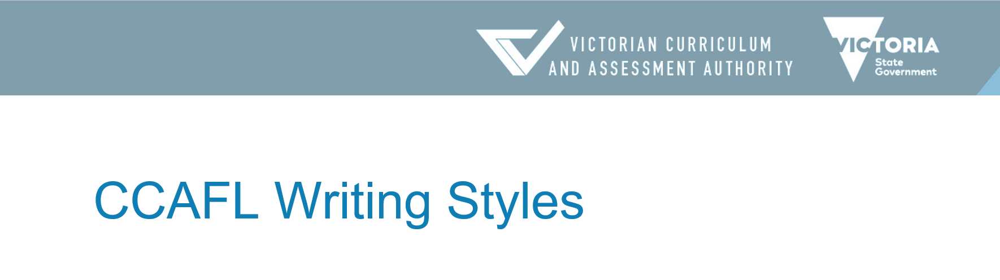 VICTORIAN CURRICULUM
AND ASSESSMENT AUTHORITY
VICTORIA
State
Government
CCAFL Writing Styles